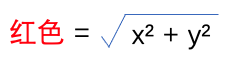 红色 = √x² + y²